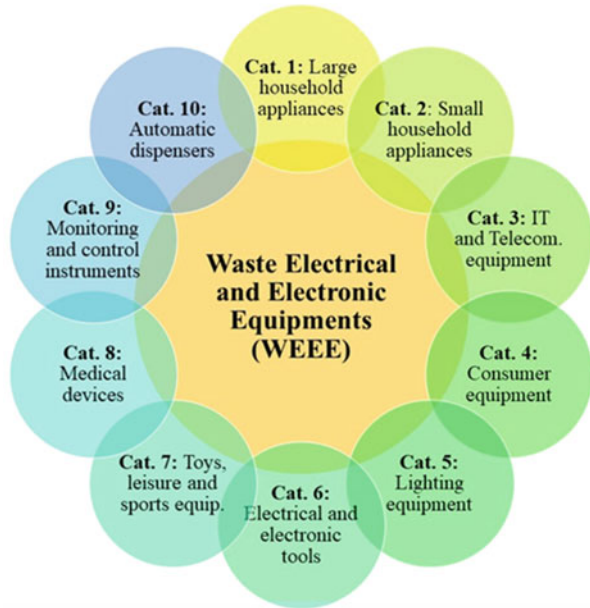 Cat. 1: Large
household
appliances
Cat. 2: Small
household
appliances
Cat. 3: IT
and Telecom.
equipment
Cat. 4:
Consumer
equipment
Cat. 5:
Lighting
equipment
Cat. 6:
Electrical and
electronic
tools
Cat. 7: Toys,
leisure and
sports equip.
Cat. 8:
Medical
devices
Cat. 9:
Monitoring
and control
instruments
Cat. 10:
Automatic
dispensers
Waste Electrical
and Electronic
Equipments
(WEEE)